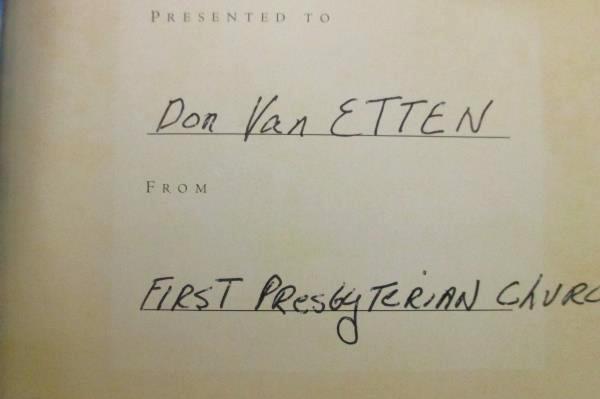 PRESENTED TO
Don Van ETTEN
FROM
FIRST PResbyTeriAN ChURC